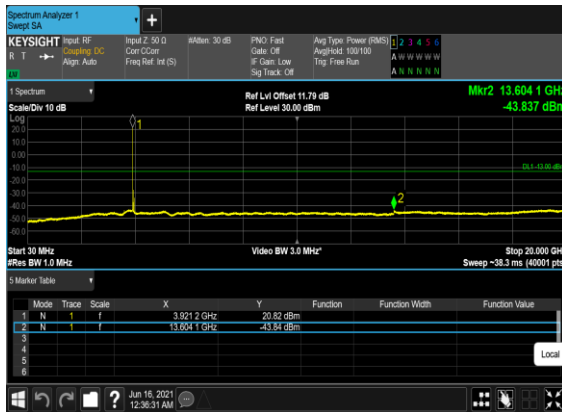 Spectrum Analyzer 1
Swept SA
KEYSIGHT Input: RF Input Z: 50 Ω #Atten: 30 dB PNO: Fast Avg Type: Power (RMS) 1 2 3 4 5 6
R T Coupling: DC Corr CCorr Gate: Off Avg|Hold: 100/100 A W W W W W
Align: Auto Freq Ref: Int (S) IF Gain: Low Trig: Free Run
LXI Sig Track: Off A N N N N N
1 Spectrum Ref Lvl Offset 11.79 dB Mkr2 13.604 1 GHz
Scale/Div 10 dB Ref Level 30.00 dBm -43.837 dBm
Log
1
20.0
10.0
0.00
-10.0 DL1 -13.00 dBm
-20.0
-30.0
-40.0 2
-50.0
-60.0
Start 30 MHz Video BW 3.0 MHz* Stop 20.000 GHz
#Res BW 1.0 MHz Sweep ~38.3 ms (40001 pts)
5 Marker Table
Mode Trace Scale X Y Function Function Width Function Value
1 N 1 f 3.921 2 GHz 20.82 dBm
2 N 1 f 13.604 1 GHz -43.84 dBm
3
4
5
6
Local
? Jun 16, 2021
12:36:31 AM